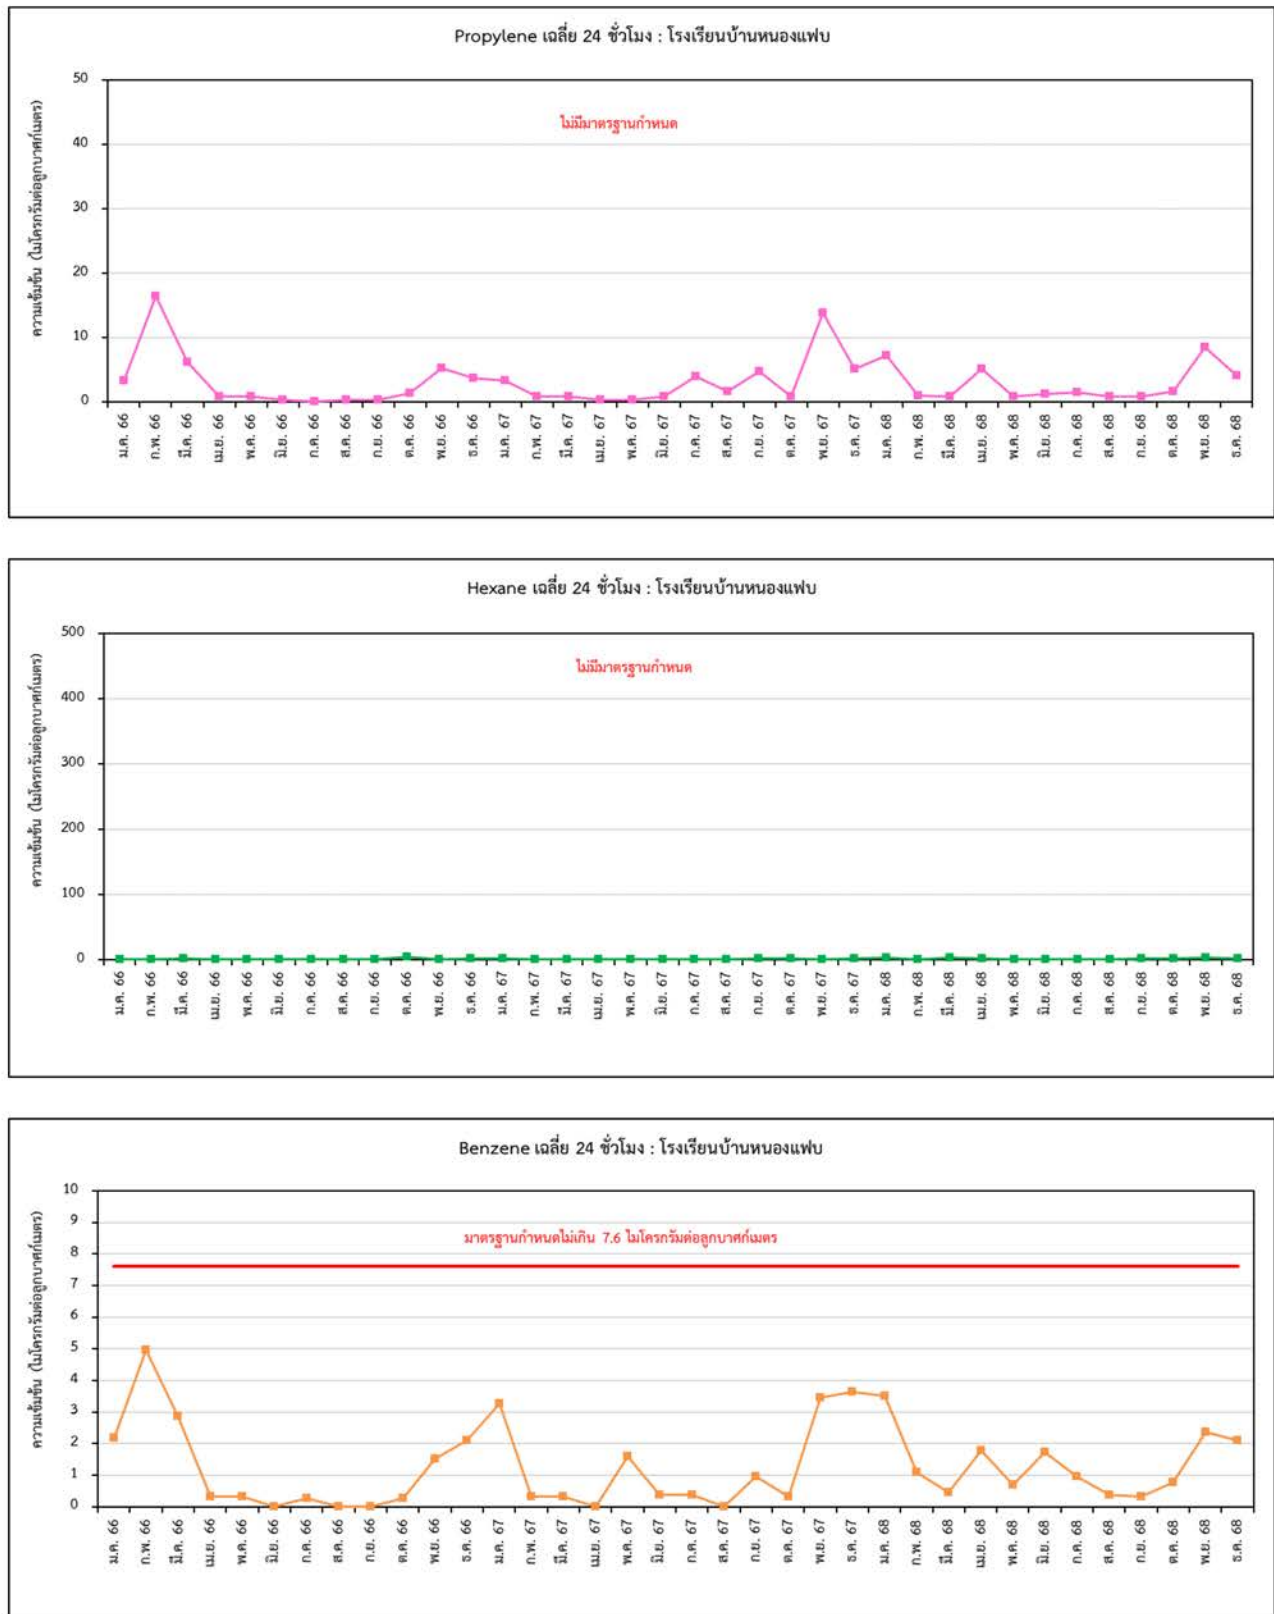 Propylene เฉลี่ย 24 ชั่วโมง : โรงเรียนบ้านหนองแฟบ
ความเข้มข้น (ไมโครกรัมต่อลูกบาศก์เมตร)
50
40
30
20
10
0
ไม่มีมาตรฐานกำหนด
ม.ค. 66 ก.พ. 66 มี.ค. 66 เม.ย. 66 พ.ค. 66 มิ.ย. 66 ก.ค. 66 ส.ค. 66 ก.ย. 66 ต.ค. 66 พ.ย. 66 ธ.ค. 66 ม.ค. 67 ก.พ. 67 มี.ค. 67 เม.ย. 67 พ.ค. 67 มิ.ย. 67 ก.ค. 67 ส.ค. 67 ก.ย. 67 ต.ค. 67 พ.ย. 67 ธ.ค. 67 ม.ค. 68 ก.พ. 68 มี.ค. 68 เม.ย. 68 พ.ค. 68 มิ.ย. 68 ก.ค. 68 ส.ค. 68 ก.ย. 68 ต.ค. 68 พ.ย. 68 ธ.ค. 68
Hexane เฉลี่ย 24 ชั่วโมง : โรงเรียนบ้านหนองแฟบ
ความเข้มข้น (ไมโครกรัมต่อลูกบาศก์เมตร)
500
400
300
200
100
0
ไม่มีมาตรฐานกำหนด
ม.ค. 66 ก.พ. 66 มี.ค. 66 เม.ย. 66 พ.ค. 66 มิ.ย. 66 ก.ค. 66 ส.ค. 66 ก.ย. 66 ต.ค. 66 พ.ย. 66 ธ.ค. 66 ม.ค. 67 ก.พ. 67 มี.ค. 67 เม.ย. 67 พ.ค. 67 มิ.ย. 67 ก.ค. 67 ส.ค. 67 ก.ย. 67 ต.ค. 67 พ.ย. 67 ธ.ค. 67 ม.ค. 68 ก.พ. 68 มี.ค. 68 เม.ย. 68 พ.ค. 68 มิ.ย. 68 ก.ค. 68 ส.ค. 68 ก.ย. 68 ต.ค. 68 พ.ย. 68 ธ.ค. 68
Benzene เฉลี่ย 24 ชั่วโมง : โรงเรียนบ้านหนองแฟบ
ความเข้มข้น (ไมโครกรัมต่อลูกบาศก์เมตร)
10
9
8
7
6
5
4
3
2
1
0
มาตรฐานกำหนดไม่เกิน 7.6 ไมโครกรัมต่อลูกบาศก์เมตร
ม.ค. 66 ก.พ. 66 มี.ค. 66 เม.ย. 66 พ.ค. 66 มิ.ย. 66 ก.ค. 66 ส.ค. 66 ก.ย. 66 ต.ค. 66 พ.ย. 66 ธ.ค. 66 ม.ค. 67 ก.พ. 67 มี.ค. 67 เม.ย. 67 พ.ค. 67 มิ.ย. 67 ก.ค. 67 ส.ค. 67 ก.ย. 67 ต.ค. 67 พ.ย. 67 ธ.ค. 67 ม.ค. 68 ก.พ. 68 มี.ค. 68 เม.ย. 68 พ.ค. 68 มิ.ย. 68 ก.ค. 68 ส.ค. 68 ก.ย. 68 ต.ค. 68 พ.ย. 68 ธ.ค. 68